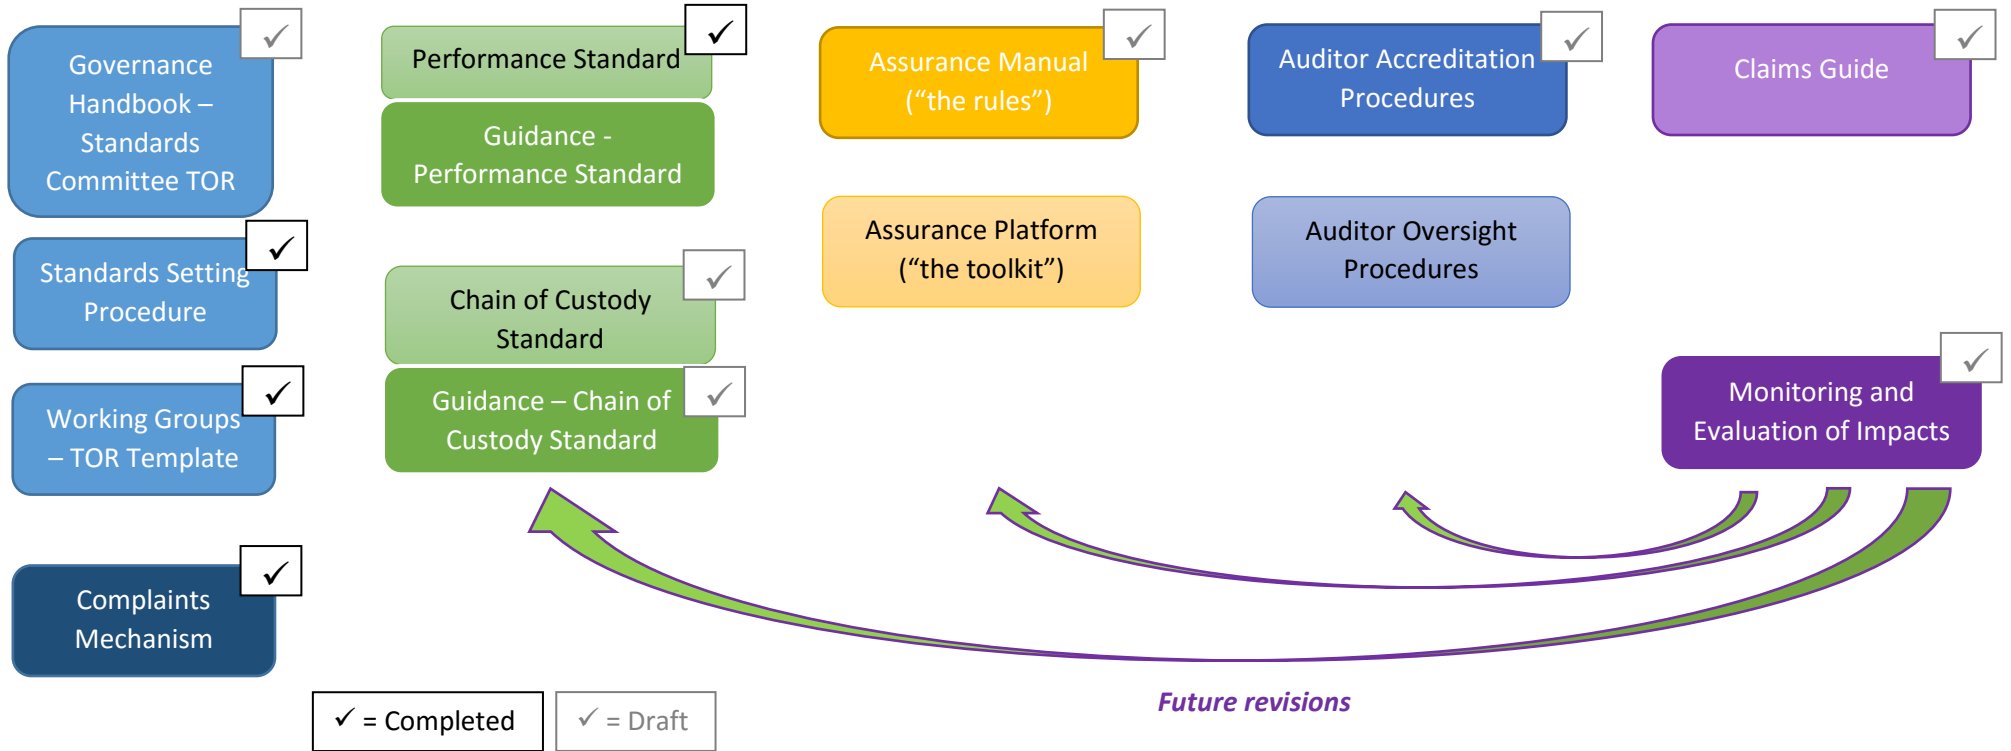 Governance
Handbook –
Standards
Committee TOR
✓
Standards Setting
Procedure
✓
Working Groups
– TOR Template
✓
Complaints
Mechanism
✓
Performance Standard
✓
Guidance -
Performance Standard
Chain of Custody
Standard
✓
Guidance – Chain of
Custody Standard
✓
Assurance Manual
(“the rules”)
✓
Assurance Platform
(“the toolkit”)
Auditor Accreditation
Procedures
✓
Auditor Oversight
Procedures
Claims Guide
✓
Monitoring and
Evaluation of Impacts
✓
Future revisions
✓ = Completed
✓ = Draft